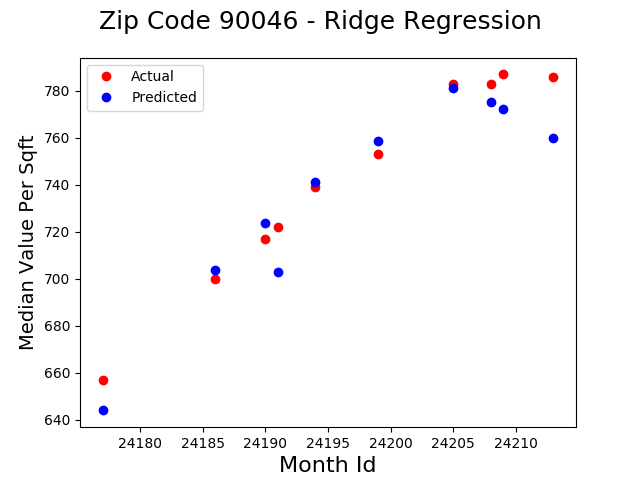 Zip Code 90046 - Ridge Regression
Actual
Predicted
Median Value Per Sqft
780
760
740
720
700
680
660
640
24180 24185 24190 24195 24200 24205 24210
Month Id